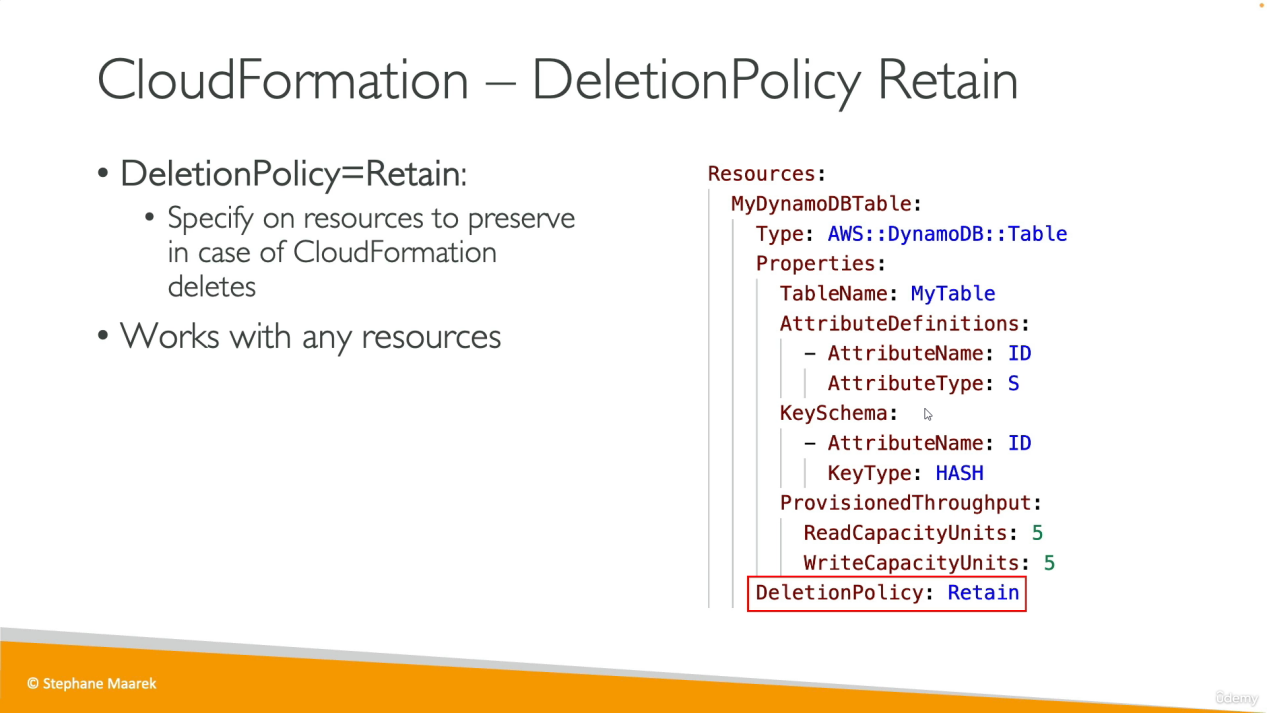 CloudFormation – DeletionPolicy Retain
• DeletionPolicy=Retain:
• Specify on resources to preserve
in case of CloudFormation
deletes
• Works with any resources
Resources:
MyDynamoDBTable:
Type: AWS::DynamoDB::Table
Properties:
TableName: MyTable
AttributeDefinitions:
- AttributeName: ID
AttributeType: S
KeySchema:
- AttributeName: ID
KeyType: HASH
ProvisionedThroughput:
ReadCapacityUnits: 5
WriteCapacityUnits: 5
DeletionPolicy: Retain
© Stephane Maarek
ûdemy